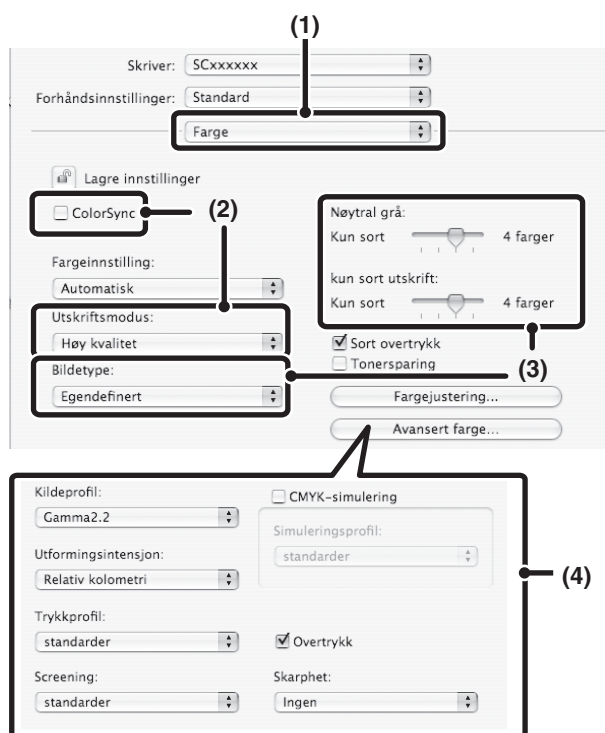 (1)
Skriver: SCxxxxxx
Forhåndsinnstillinger: Standard
Farge
Lagre innstillinger
ColorSync
(2)
Fargeinnstilling:
Automatisk
Utskriftsmodus:
Høy kvalitet
Bildetype:
Egendefinert
Nøytral grå:
Kun sort 4 farger
kun sort utskrift:
Kun sort 4 farger
Sort overtrykk
(3)
Tonersparing
Fargejustering...
Avansert farge...
Kildeprofil:
Gamma2.2
Utformingsintensjon:
Relativ kolometri
Trykkprofil:
standarder
Screening:
standarder
CMYK-simulering
Simuleringsprofil:
standarder
(4)
Overtrykk
Skarphet:
Ingen